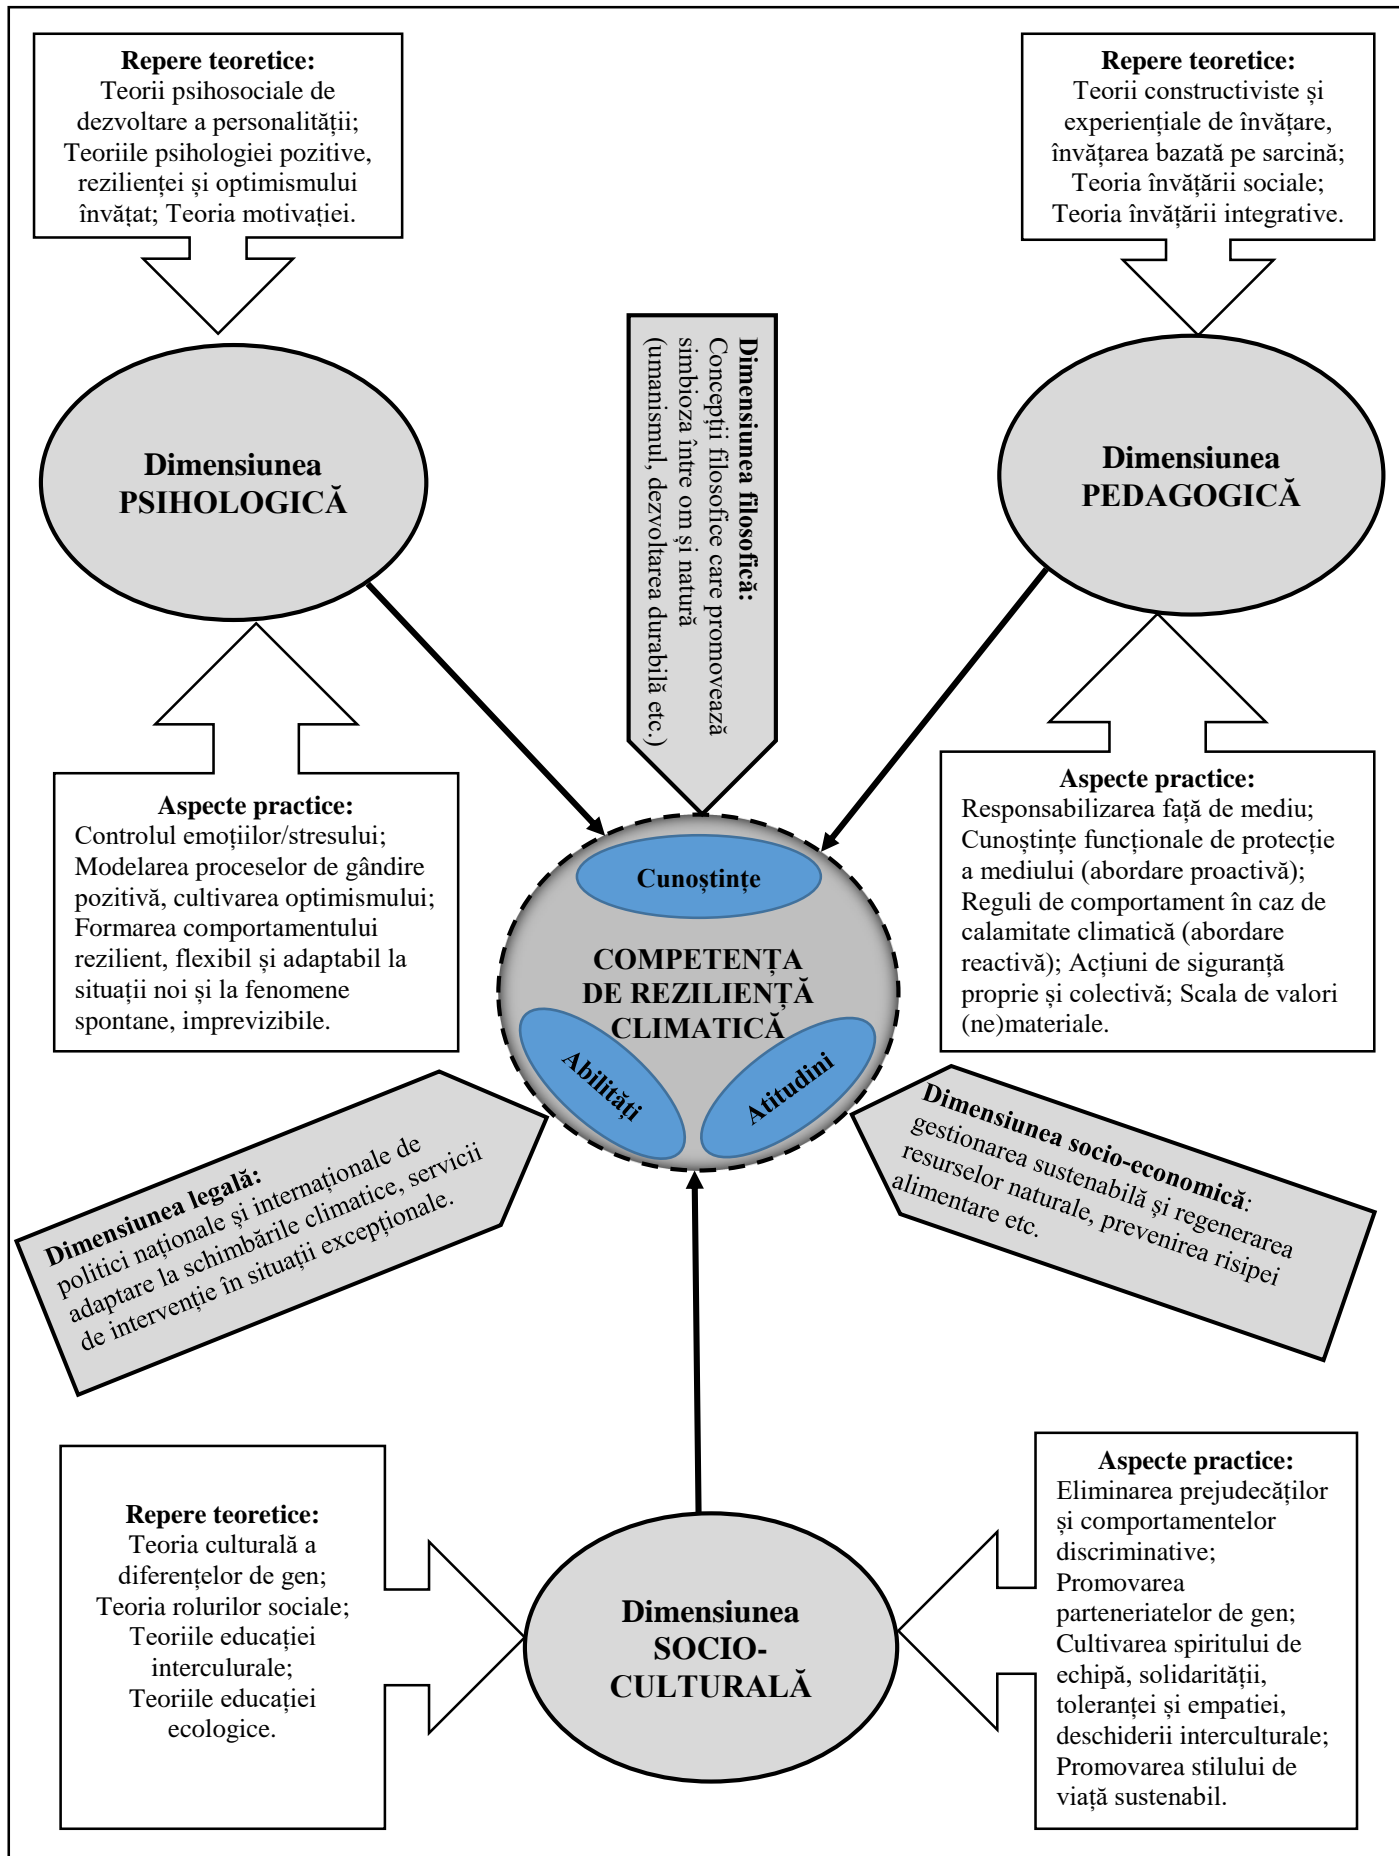 Repere teoretice:
Teorii psihosociale de
dezvoltare a personalității;
Teoriile psihologiei pozitive,
rezilienței și optimismului
învățat; Teoria motivației.
Repere teoretice:
Teorii constructiviste și
experiențiale de învățare,
învățarea bazată pe sarcină;
Teoria învățării sociale;
Teoria învățării integrative.
Dimensiunea
PSIHOLOGICĂ
Dimensiunea filosofică:
Concepții filosofice care promovează
simbioza între om și natură
(umanismul, dezvoltarea durabilă etc.)
Dimensiunea
PEDAGOGICĂ
Aspecte practice:
Controlul emoțiilor/stresului;
Modelarea proceselor de gândire
pozitivă, cultivarea optimismului;
Formarea comportamentului
rezilient, flexibil și adaptabil la
situații noi și la fenomene
spontane, imprevizibile.
Cunoștințe
COMPETENȚA
DE REZILIENȚĂ
CLIMATICĂ
Abilități
Atitudini
Aspecte practice:
Responsabilizarea față de mediu;
Cunoștințe funcționale de protecție
a mediului (abordare proactivă);
Reguli de comportament în caz de
calamitate climatică (abordare
reactivă); Acțiuni de siguranță
proprie și colectivă; Scala de valori
(ne)materiale.
Dimensiunea legală:
politici naționale și internaționale de
adaptare la schimbările climatice, servicii
de intervenție în situații excepționale.
Dimensiunea socio-economică:
gestionarea sustenabilă și regenerarea
resurselor naturale, prevenirea risipei
alimentare etc.
Repere teoretice:
Teoria culturală a
diferențelor de gen;
Teoria rolurilor sociale;
Teoriile educației
interculurale;
Teoriile educației
ecologice.
Dimensiunea
SOCIO-
CULTURALĂ
Aspecte practice:
Eliminarea prejudecăților
și comportamentelor
discriminative;
Promovarea
parteneriatelor de gen;
Cultivarea spiritului de
echipă, solidarității,
toleranței și empatiei,
deschiderii interculturale;
Promovarea stilului de
viață sustenabil.